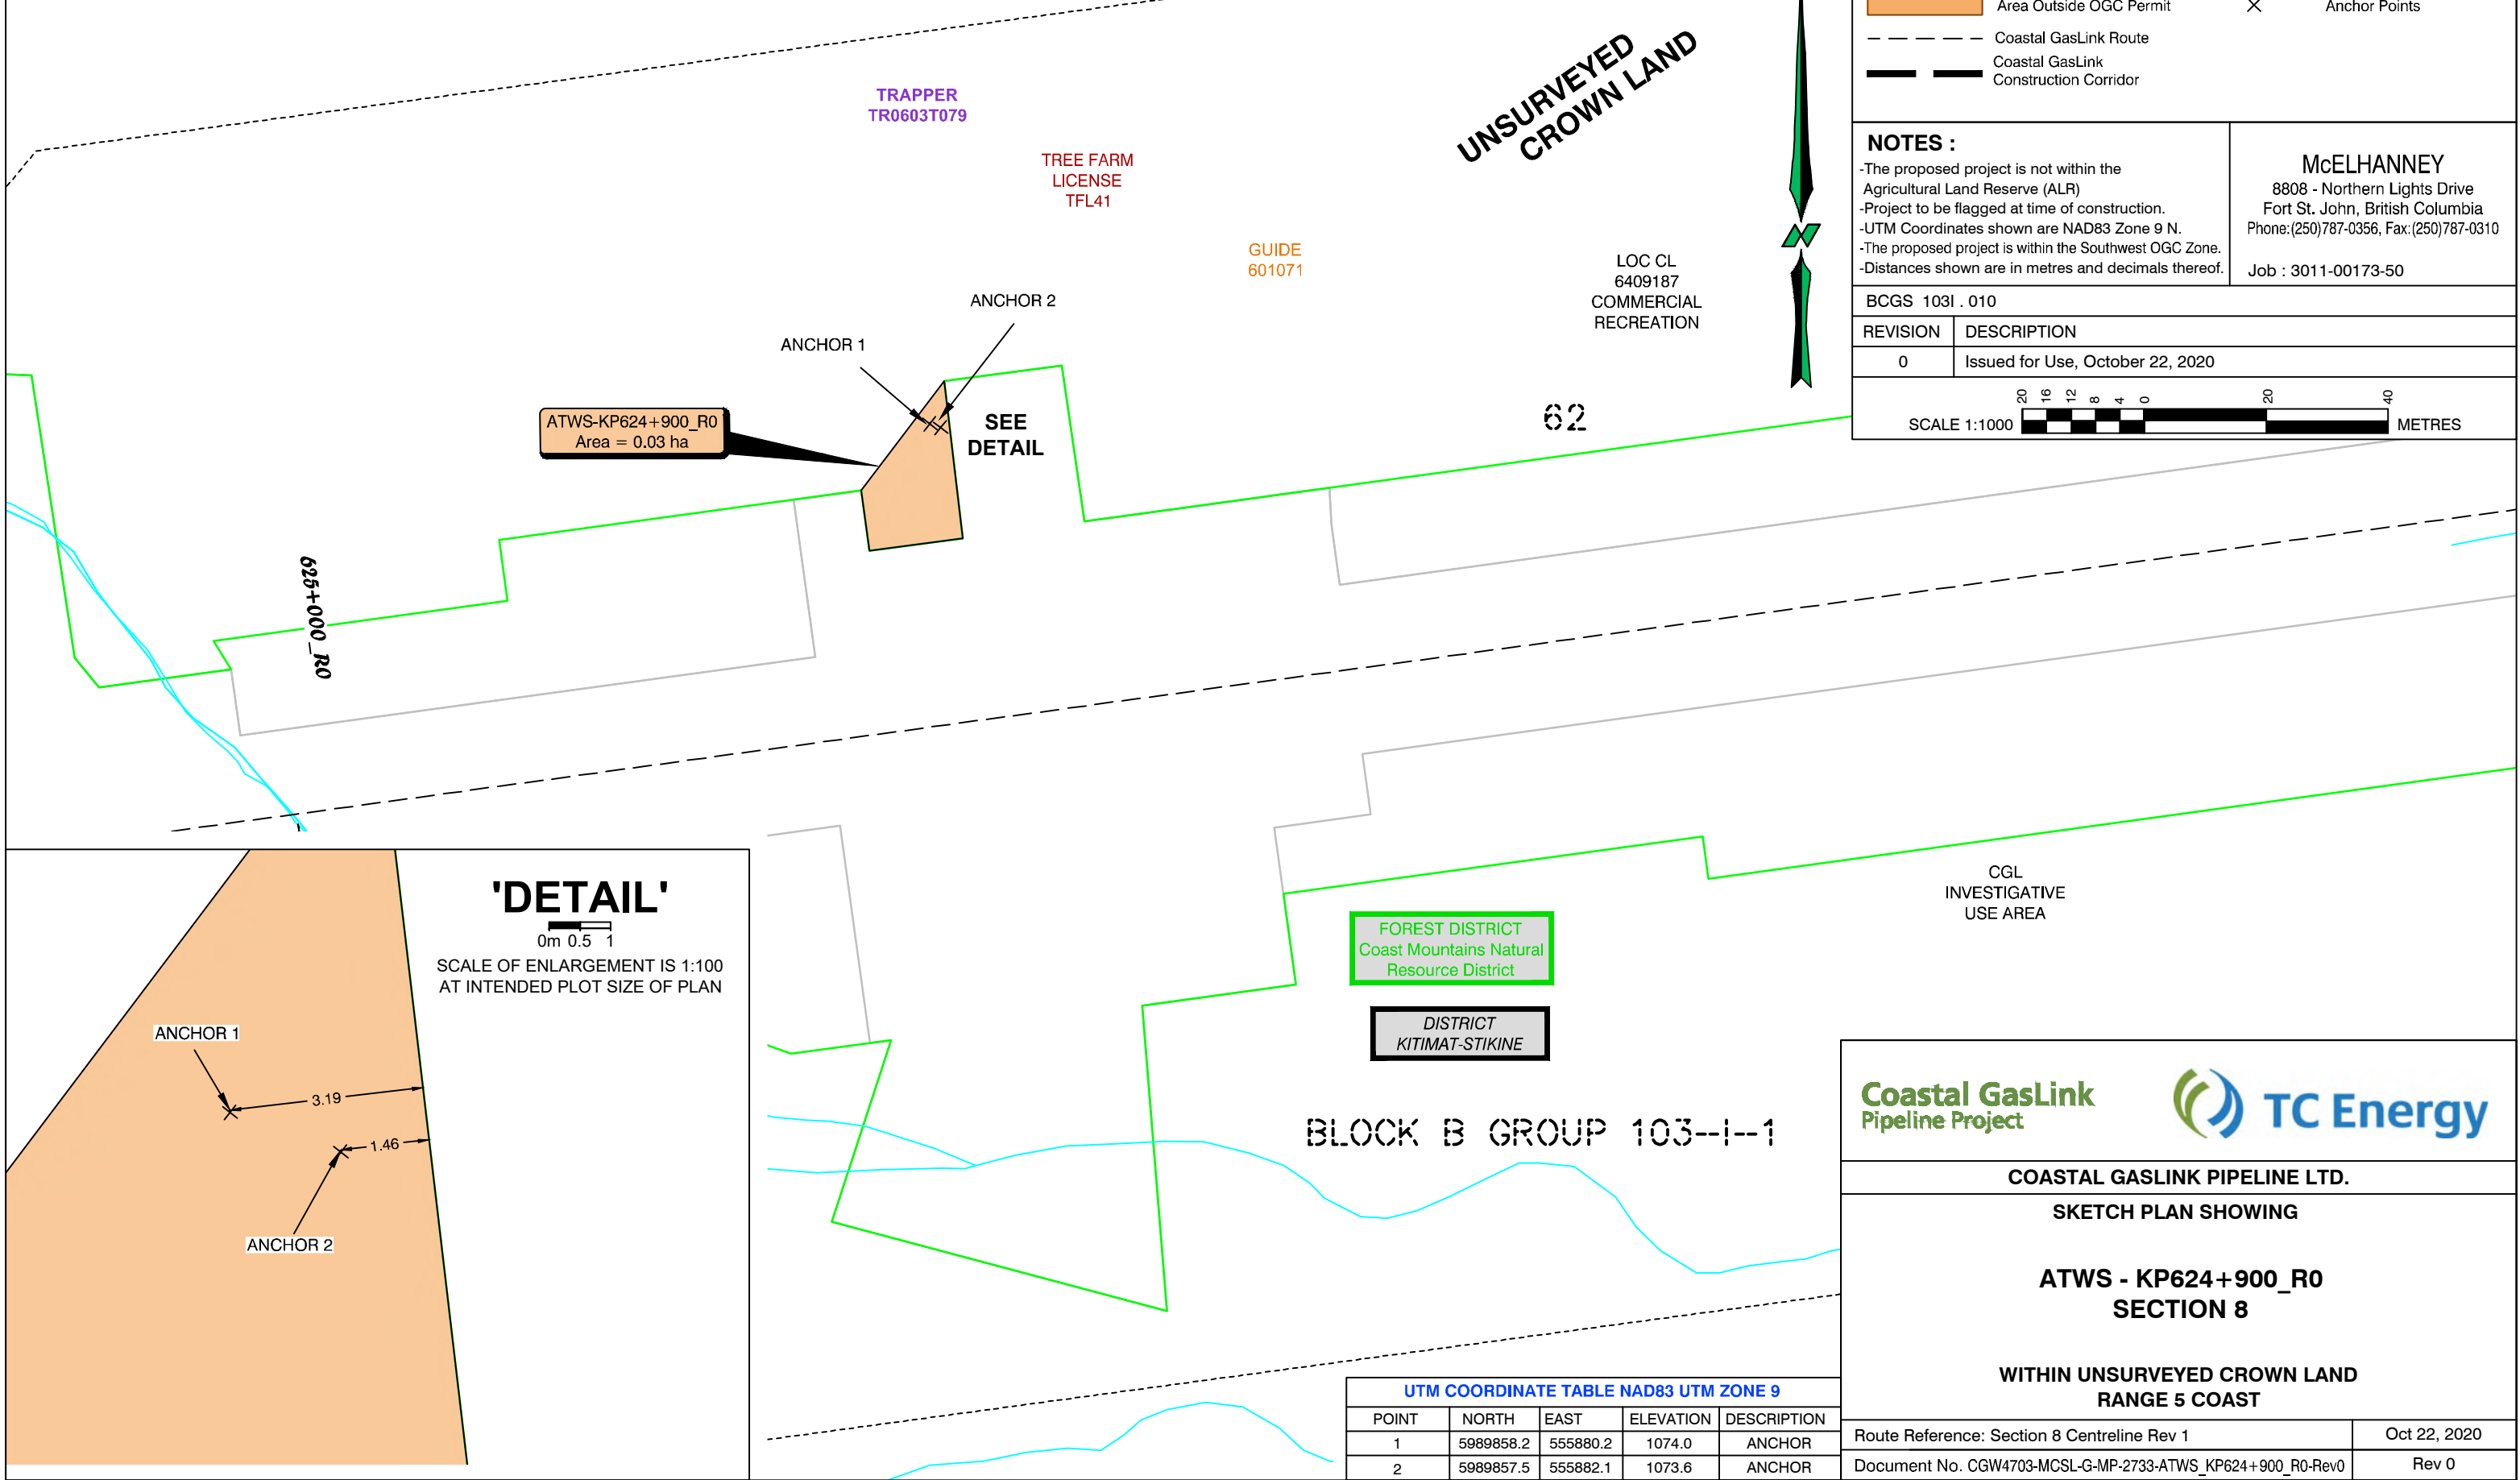 Area Outside OGC Permit
Anchor Points
Coastal GasLink Route
Coastal GasLink
Construction Corridor
UNSURVEYED
CROWN LAND
TRAPPER
TR0603T079
TREE FARM
LICENSE
TFL41
GUIDE
601071
LOC CL
6409187
COMMERCIAL
RECREATION
NOTES :
-The proposed project is not within the
Agricultural Land Reserve (ALR)
-Project to be flagged at time of construction.
-UTM Coordinates shown are NAD83 Zone 9 N.
-The proposed project is within the Southwest OGC Zone.
-Distances shown are in metres and decimals thereof.
McELHANNEY
8808 - Northern Lights Drive
Fort St. John, British Columbia
Phone:(250)787-0356, Fax:(250)787-0310
Job : 3011-00173-50
BCGS 103I . 010
REVISION DESCRIPTION
0 Issued for Use, October 22, 2020
20 16 12 8 4 0 20 40
SCALE 1:1000 METRES
ANCHOR 2
ANCHOR 1
ATWS-KP624+900_R0
Area = 0.03 ha
SEE
DETAIL
62
625+000_R0
'DETAIL'
0m 0.5 1
SCALE OF ENLARGEMENT IS 1:100
AT INTENDED PLOT SIZE OF PLAN
ANCHOR 1
3.19
1.46
ANCHOR 2
CGL
INVESTIGATIVE
USE AREA
FOREST DISTRICT
Coast Mountains Natural
Resource District
DISTRICT
KITIMAT-STIKINE
BLOCK B GROUP 103--I--1
Coastal GasLink
Pipeline Project
TC Energy
COASTAL GASLINK PIPELINE LTD.
SKETCH PLAN SHOWING
ATWS - KP624+900_R0
SECTION 8
WITHIN UNSURVEYED CROWN LAND
RANGE 5 COAST
Route Reference: Section 8 Centreline Rev 1 Oct 22, 2020
Document No. CGW4703-MCSL-G-MP-2733-ATWS_KP624+900_R0-Rev0 Rev 0
UTM COORDINATE TABLE NAD83 UTM ZONE 9
POINT NORTH EAST ELEVATION DESCRIPTION
1 5989858.2 555880.2 1074.0 ANCHOR
2 5989857.5 555882.1 1073.6 ANCHOR